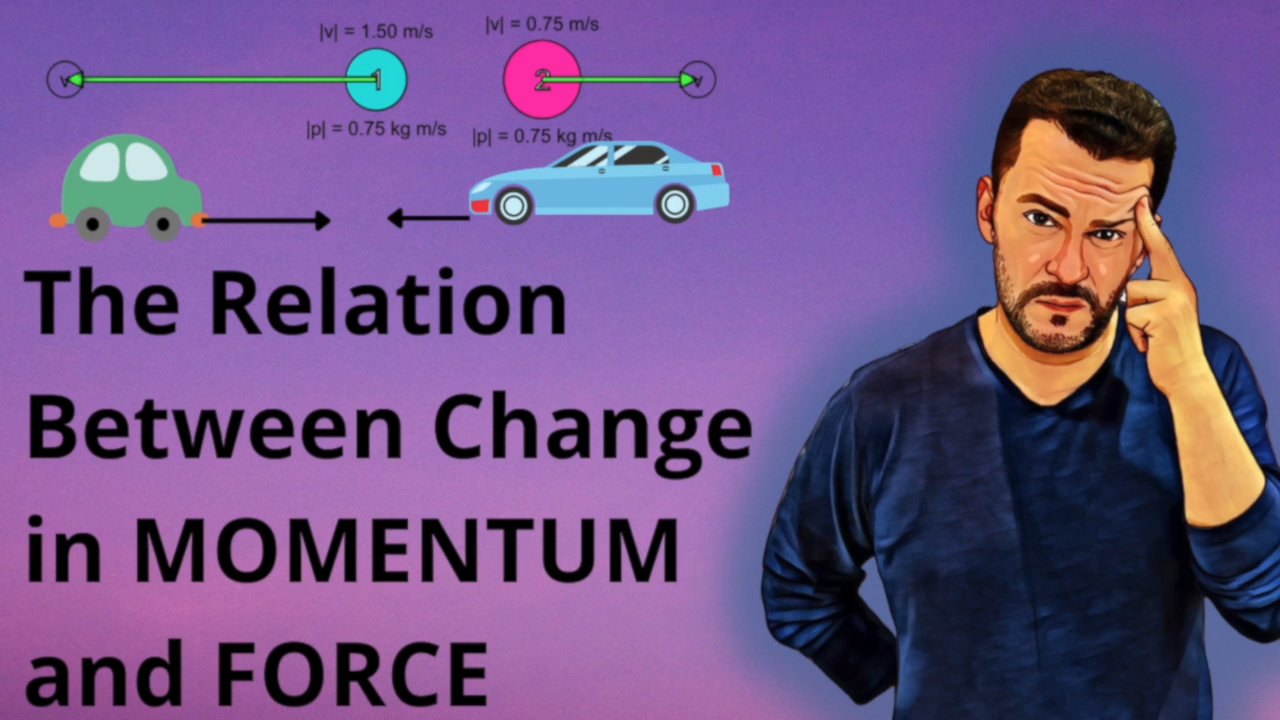 |v| = 1.50 m/s
|v| = 0.75 m/s
v 1 2 v
|p| = 0.75 kg m/s
|p| = 0.75 kg m/s
The Relation
Between Change
in MOMENTUM
and FORCE